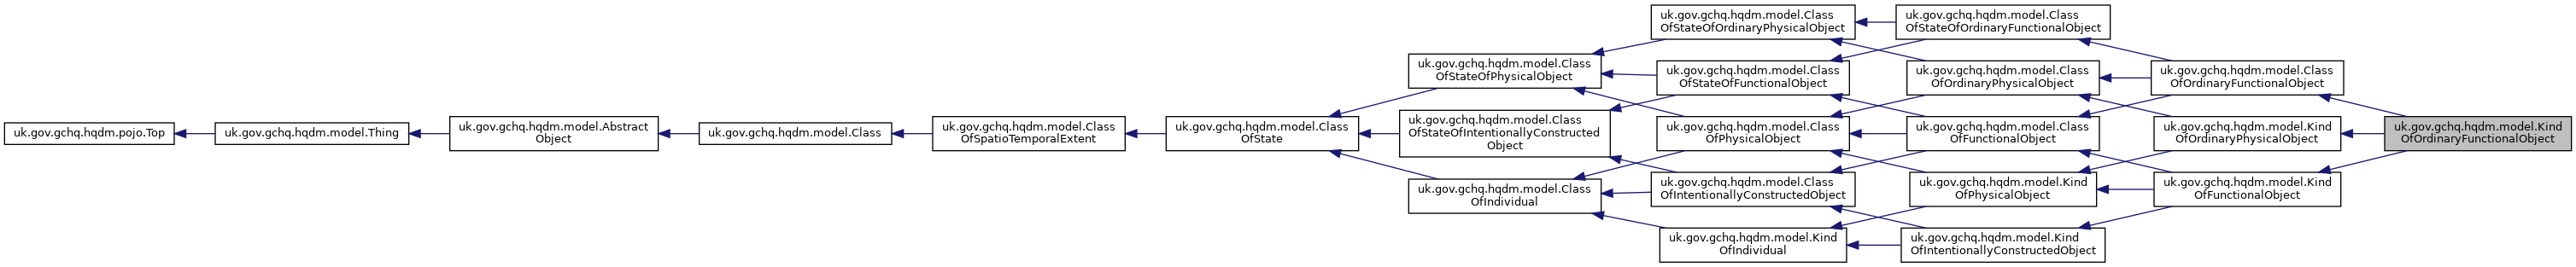 uk.gov.gchq.hqdm.pojo.Top
uk.gov.gchq.hqdm.model.Thing
uk.gov.gchq.hqdm.model.Abstract
Object
uk.gov.gchq.hqdm.model.Class
uk.gov.gchq.hqdm.model.Class
OfSpatioTemporalExtent
uk.gov.gchq.hqdm.model.Class
OfState
uk.gov.gchq.hqdm.model.Class
OfStateOfPhysicalObject
uk.gov.gchq.hqdm.model.Class
OfStateOfIntentionallyConstructed
Object
uk.gov.gchq.hqdm.model.Class
OfIndividual
uk.gov.gchq.hqdm.model.Class
OfStateOfOrdinaryPhysicalObject
uk.gov.gchq.hqdm.model.Class
OfStateOfFunctionalObject
uk.gov.gchq.hqdm.model.Class
OfPhysicalObject
uk.gov.gchq.hqdm.model.Class
OfIntentionallyConstructedObject
uk.gov.gchq.hqdm.model.Kind
OfIndividual
uk.gov.gchq.hqdm.model.Class
OfStateOfOrdinaryFunctionalObject
uk.gov.gchq.hqdm.model.Class
OfOrdinaryPhysicalObject
uk.gov.gchq.hqdm.model.Class
OfFunctionalObject
uk.gov.gchq.hqdm.model.Kind
OfPhysicalObject
uk.gov.gchq.hqdm.model.Kind
OfIntentionallyConstructedObject
uk.gov.gchq.hqdm.model.Class
OfOrdinaryFunctionalObject
uk.gov.gchq.hqdm.model.Kind
OfOrdinaryPhysicalObject
uk.gov.gchq.hqdm.model.Kind
OfFunctionalObject
uk.gov.gchq.hqdm.model.Kind
OfOrdinaryFunctionalObject